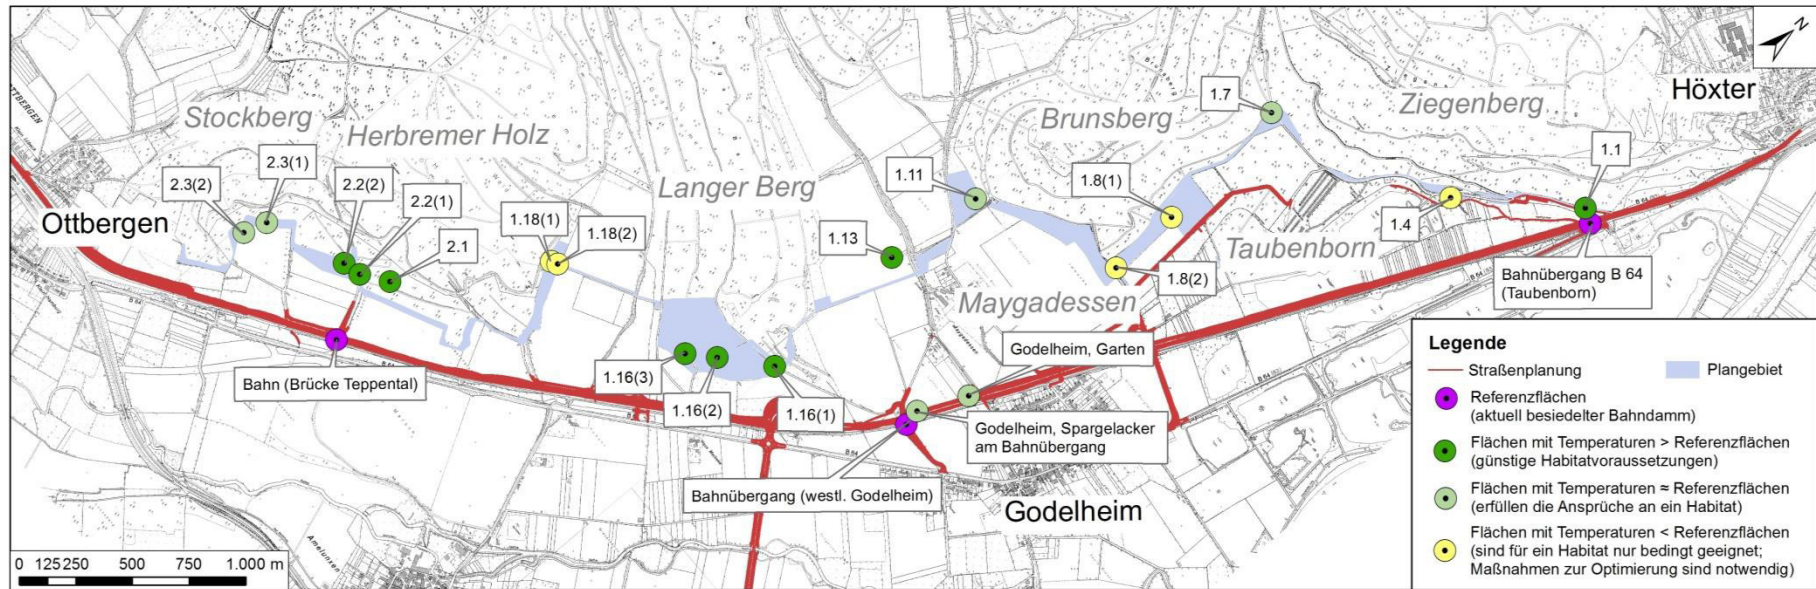 N
Höxter
Ziegenberg
Brunsberg
Stockberg
Herbremer Holz
Langer Berg
Ottbergen
OTTBERGEN
2.3(2)
2.3(1)
2.2(2)
2.2(1)
2.1
1.18(1)
1.18(2)
1.13
1.11
1.7
1.8(1)
1.8(2)
1.4
1.1
Taubenborn
Maygadessen
Bahnübergang B 64
(Taubenborn)
Bahn (Brücke Teppental)
1.16(3)
1.16(2)
1.16(1)
Godelheim, Garten
Godelheim, Spargelacker
am Bahnübergang
Bahnübergang (westl. Godelheim)
Godelheim
B 64
B 64
Amelunxen
0 125 250 500 750 1.000 m
Legende
Straßenplanung
Plangebiet
Referenzflächen
(aktuell besiedelter Bahndamm)
Flächen mit Temperaturen > Referenzflächen
(günstige Habitatvoraussetzungen)
Flächen mit Temperaturen ≈ Referenzflächen
(erfüllen die Ansprüche an ein Habitat)
Flächen mit Temperaturen < Referenzflächen
(sind für ein Habitat nur bedingt geeignet;
Maßnahmen zur Optimierung sind notwendig)